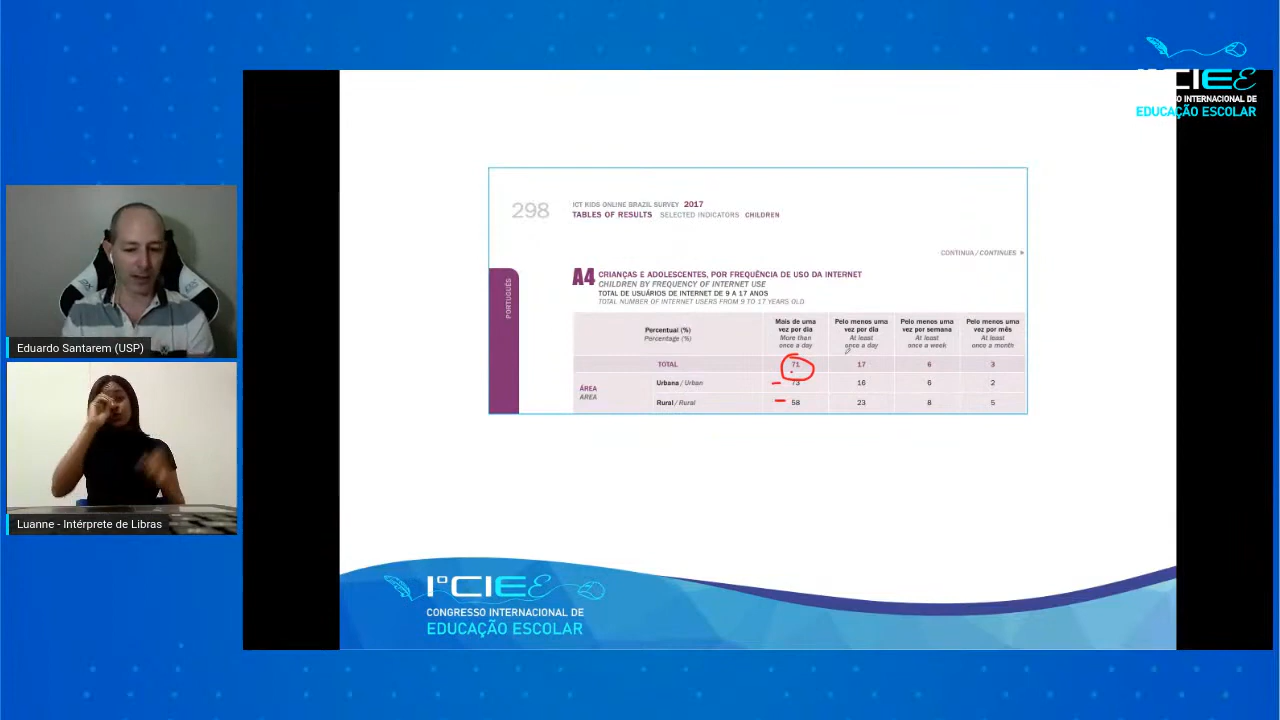 CIEE
O INTERNACIONAL DE
EDUCAÇÃO ESCOLAR
298
ICT KIDS ONLINE BRAZIL SURVEY 2017
TABLES OF RESULTS SELECTED INDICATORS CHILDREN
CONTINUA / CONTINUES
PORTUGUÊS
A4 CRIANÇAS E ADOLESCENTES, POR FREQUÊNCIA DE USO DA INTERNET
CHILDREN BY FREQUENCY OF INTERNET USE
TOTAL DE USUÁRIOS DE INTERNET DE 9 A 17 ANOS
TOTAL NUMBER OF INTERNET USERS FROM 9 TO 17 YEARS OLD
Percentual (%)
Percentage (%)
Mais de uma
vez por dia
More than
once a day
Pelo menos uma
vez por dia
At least
once a day
Pelo menos uma
vez por semana
At least
once a week
Pelo menos uma
vez por mês
At least
once a month
TOTAL 71 17 6 3
ÁREA
AREA
Urbana / Urban 73 16 6 2
Rural / Rural 58 23 8 5
Eduardo Santarem (USP)
Luanne - Intérprete de Libras
1º CIEE
CONGRESSO INTERNACIONAL DE
EDUCAÇÃO ESCOLAR